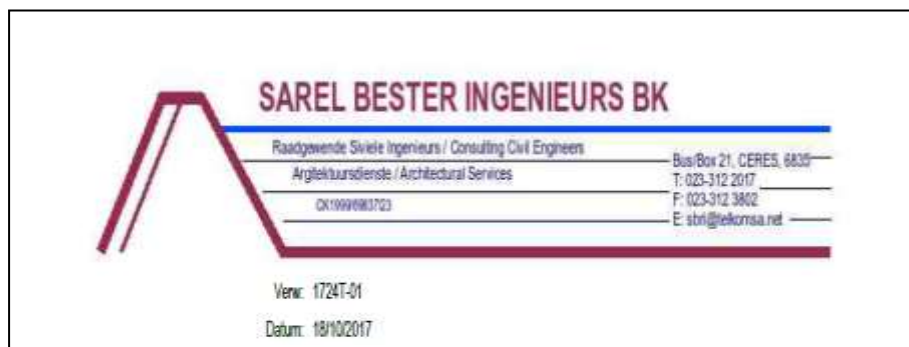 SAREL BESTER INGENIEURS BK
Raadgewende Siviele Ingenieurs / Consulting Civil Engineers
Argitektuursdienste / Architectural Services
Bus/Box 21, CERES, 6835
T: 023-312 2017
F: 023-312 3802
E: sbri@telkomsa.net
Verw: 1724T-01
Datum: 18/10/2017